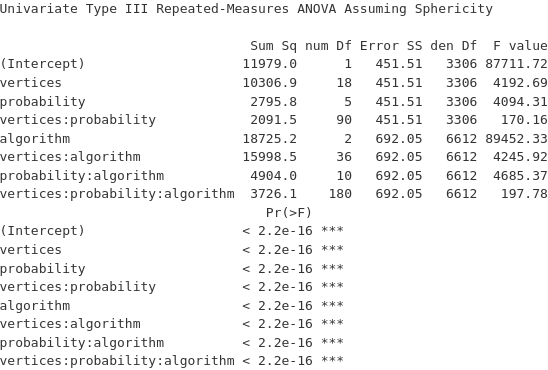 Univariate Type III Repeated-Measures ANOVA Assuming Sphericity

                                Sum Sq num Df Error SS den Df  F value
(Intercept)                    11979.0      1   451.51   3306 87711.72
vertices                       10306.9     18   451.51   3306  4192.69
probability                     2795.8      5   451.51   3306  4094.31
vertices:probability            2091.5     90   451.51   3306   170.16
algorithm                      18725.2      2   692.05   6612 89452.33
vertices:algorithm             15998.5     36   692.05   6612  4245.92
probability:algorithm           4904.0     10   692.05   6612  4685.37
vertices:probability:algorithm  3726.1    180   692.05   6612   197.78
                                  Pr(>F)
(Intercept)                    < 2.2e-16 ***
vertices                       < 2.2e-16 ***
probability                    < 2.2e-16 ***
vertices:probability           < 2.2e-16 ***
algorithm                      < 2.2e-16 ***
vertices:algorithm             < 2.2e-16 ***
probability:algorithm          < 2.2e-16 ***
vertices:probability:algorithm < 2.2e-16 ***